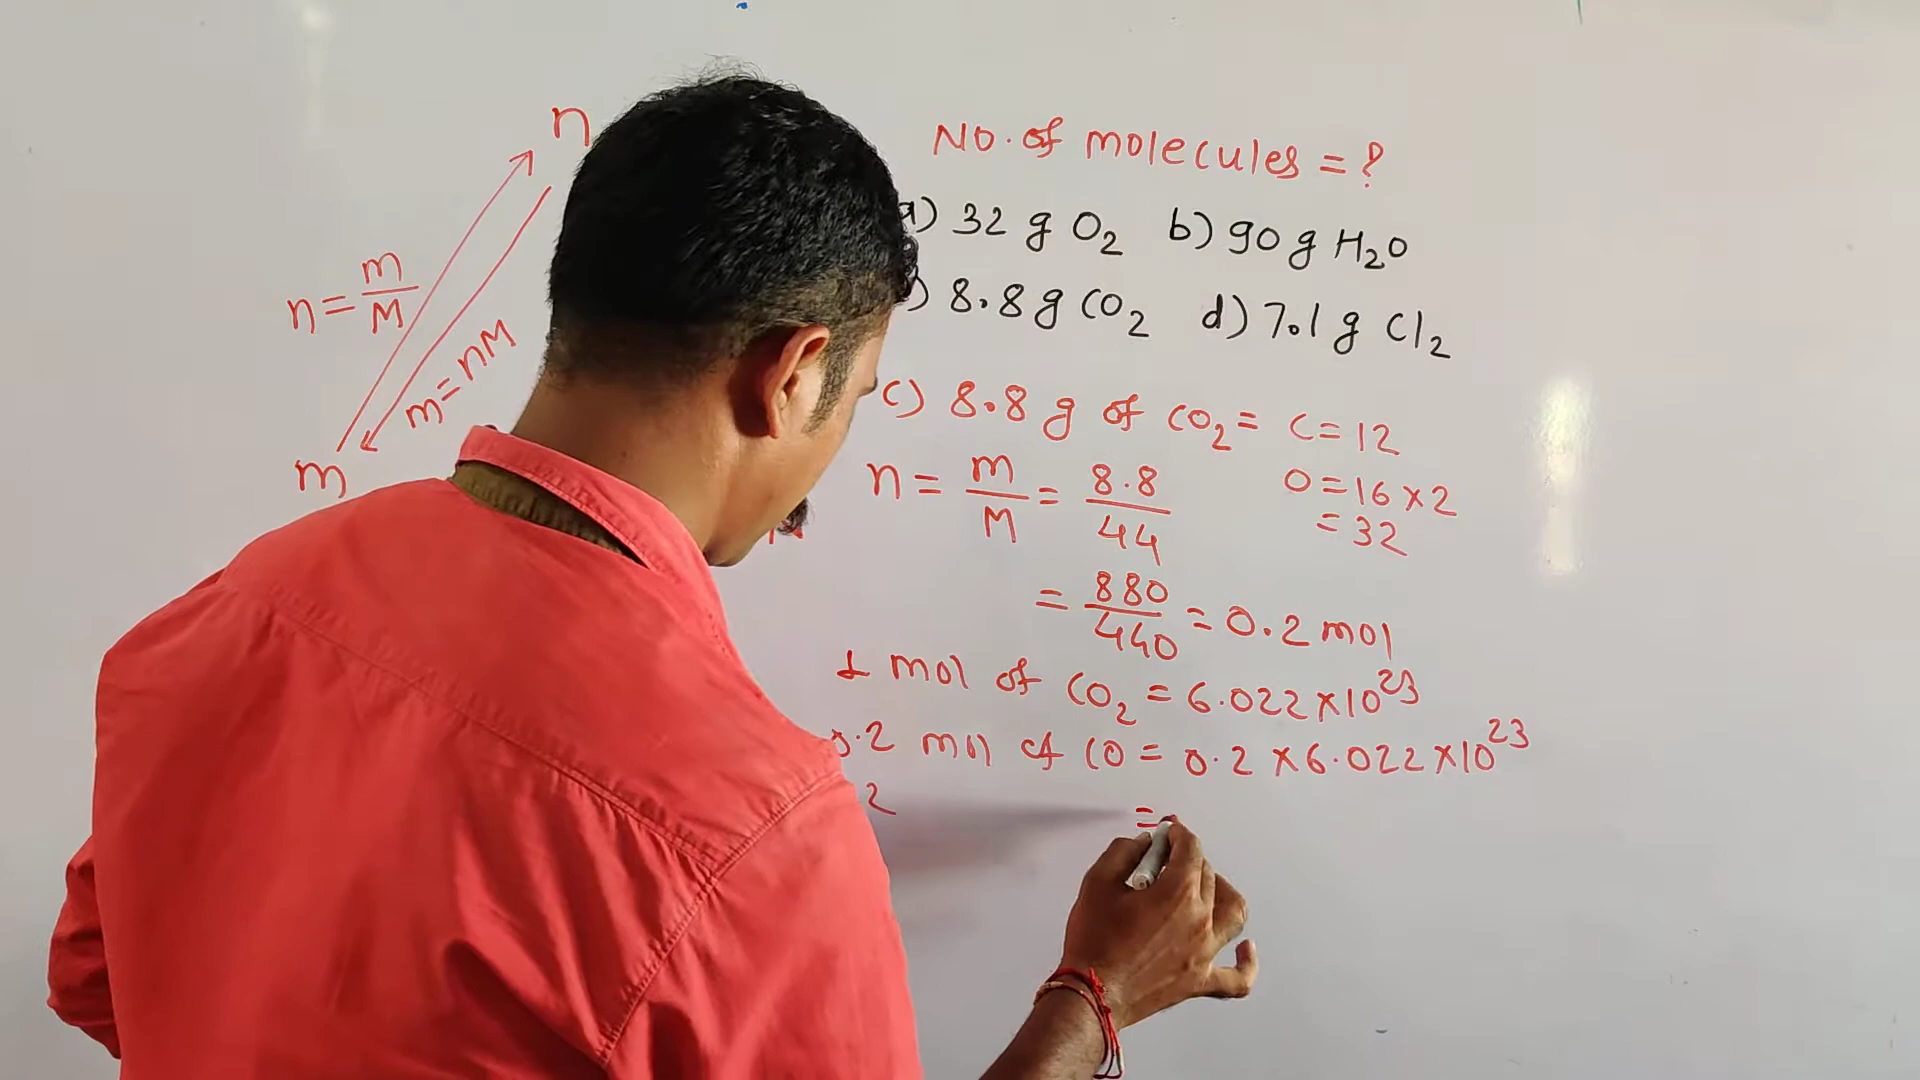 n
n = m/M
m = nM
m
No. of molecules = ?
a) 32 g O₂ b) 90 g H₂O
) 8.8 g CO₂ d) 7.1 g Cl₂
c) 8.8 g of CO₂ = C = 12
n = m/M = 8.8/44 O = 16 × 2
= 32
= 880/440 = 0.2 mol
1 mol of CO₂ = 6.022 × 10²³
0.2 mol of CO = 0.2 × 6.022 × 10²³
2 =